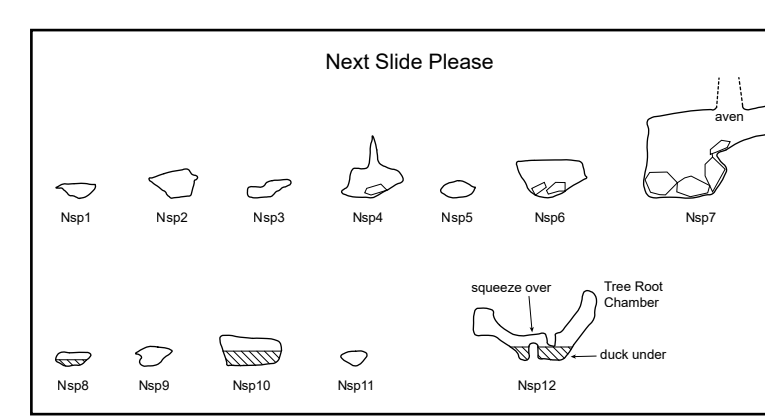 Next Slide Please
aven
Nsp1
Nsp2
Nsp3
Nsp4
Nsp5
Nsp6
Nsp7
squeeze over
Tree Root
Chamber
duck under
Nsp8
Nsp9
Nsp10
Nsp11
Nsp12